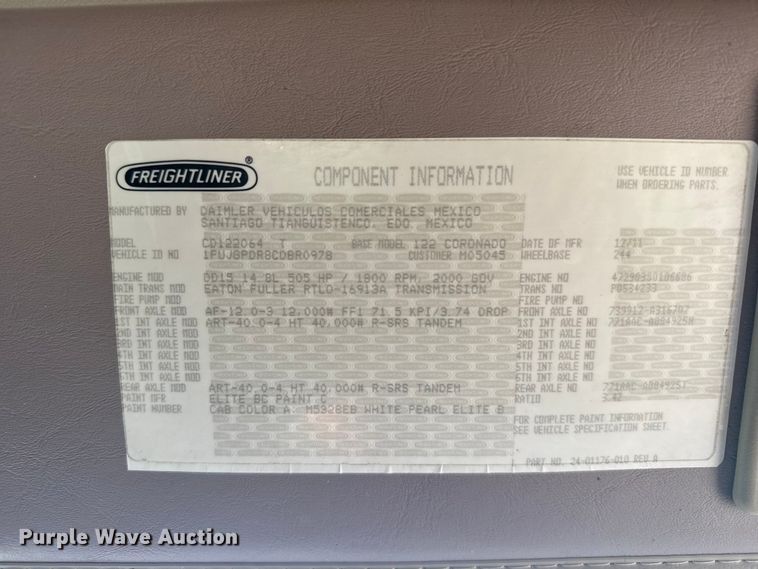 FREIGHTLINER®
COMPONENT INFORMATION
USE VEHICLE ID NUMBER
WHEN ORDERING PARTS.
MANUFACTURED BY DAIMLER VEHICULOS COMERCIALES MEXICO
SANTIAGO TIANGUISTENCO, EDO. MEXICO
MODEL CD122064 T BASE MODEL 122 CORONADO DATE OF MFR 12/11
VEHICLE ID NO 1FUJGPDR8CDBR0978 CUSTOMER M05045 WHEELBASE 244
ENGINE MOD DD15 14.8L 505 HP / 1800 RPM, 2000 GOV ENGINE NO
MAIN TRANS MOD EATON FULLER RTLO-16913A TRANSMISSION TRANS NO
FIRE PUMP MOD FIRE PUMP NO
FRONT AXLE MOD AF-12.0-3 12,000# FF1 71.5 KPI/3.74 DROP FRONT AXLE NO
1ST INT AXLE MOD ART-40.0-4 HT 40,000# R-SRS TANDEM 1ST INT AXLE NO
2ND INT AXLE MOD 2ND INT AXLE NO
3RD INT AXLE MOD 3RD INT AXLE NO
4TH INT AXLE MOD 4TH INT AXLE NO
5TH INT AXLE MOD 5TH INT AXLE NO
6TH INT AXLE MOD 6TH INT AXLE NO
REAR AXLE MOD ART-40.0-4 HT 40,000# R-SRS TANDEM REAR AXLE NO
PAINT MFR ELITE BC PAINT C RATIO 3.42
PAINT NUMBER CAB COLOR A: M5328EB WHITE PEARL ELITE B
FOR COMPLETE PAINT INFORMATION
SEE VEHICLE SPECIFICATION SHEET.
PART NO. 24-01176-010 REV A
Purple Wave Auction